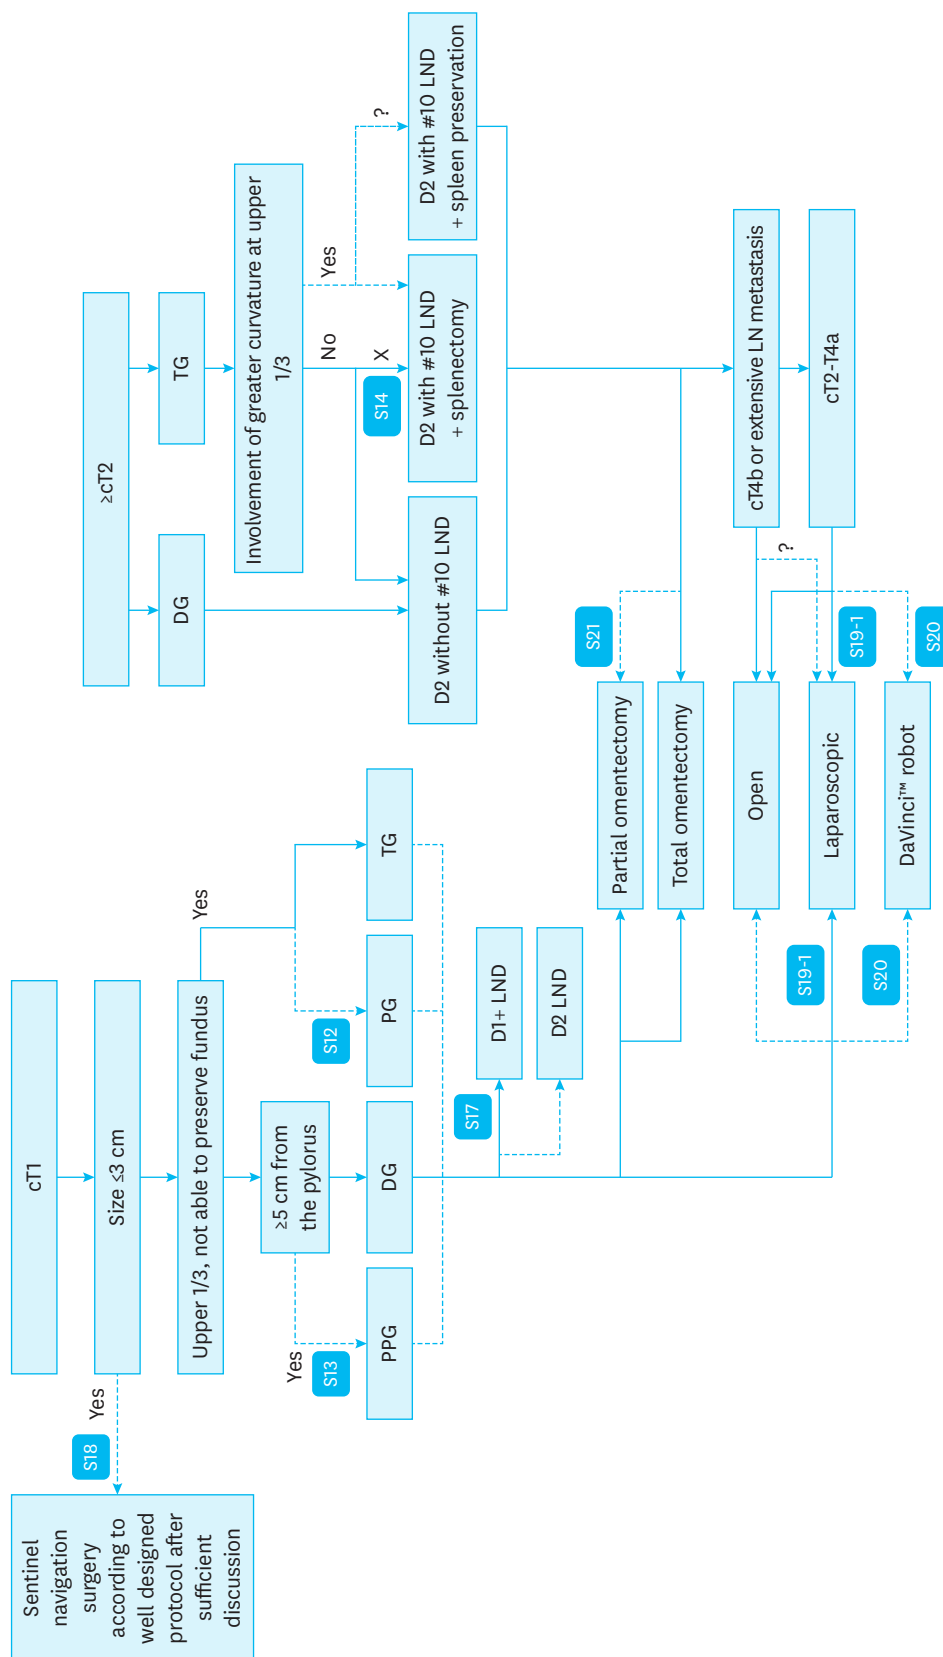 Sentinel
navigation
surgery
according to
well designed
protocol after
sufficient
discussion
S18
Yes
cT1
Size ≤3 cm
Upper 1/3, not able to preserve fundus
Yes
≥5 cm from
the pylorus
Yes
S13
S12
PPG
DG
PG
TG
S17
D1+ LND
D2 LND
≥cT2
DG
TG
Involvement of greater curvature at upper
1/3
No
Yes
S14
X
?
D2 without #10 LND
D2 with #10 LND
+ splenectomy
D2 with #10 LND
+ spleen preservation
S21
Partial omentectomy
Total omentectomy
cT4b or extensive LN metastasis
cT2-T4a
?
Open
S19-1
Laparoscopic
S19-1
S20
DaVinci™ robot
S20